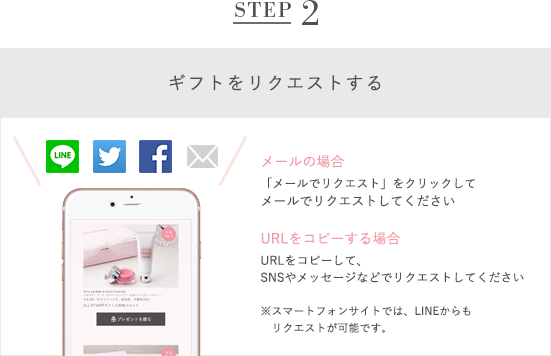 STEP 2
ギフトをリクエストする
LINE
メールの場合
「メールでリクエスト」をクリックして
メールでリクエストしてください
URLをコピーする場合
URLをコピーして、
SNSやメッセージなどでリクエストしてください
※スマートフォンサイトでは、LINEからも
リクエストが可能です。
プレゼントを贈る